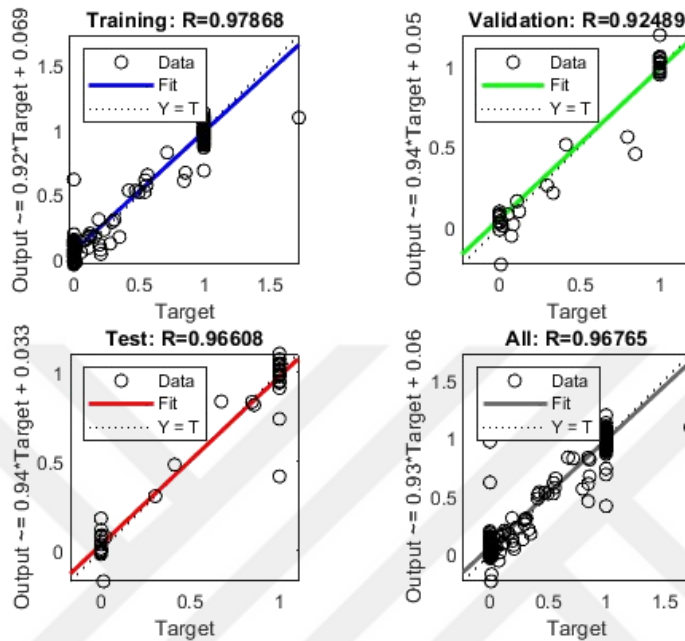 Training: R=0.97868
Output ~= 0.92*Target + 0.069
1.5
1
0.5
0
Data
Fit
Y = T
0
0.5
1
1.5
Target
Validation: R=0.92489
Output ~= 0.94*Target + 0.05
1
0.5
0
Data
Fit
Y = T
0
0.5
1
Target
Test: R=0.96608
Output ~= 0.94*Target + 0.033
1
0.5
0
Data
Fit
Y = T
0
0.5
1
Target
All: R=0.96765
Output ~= 0.93*Target + 0.06
1.5
1
0.5
0
Data
Fit
Y = T
0
0.5
1
1.5
Target